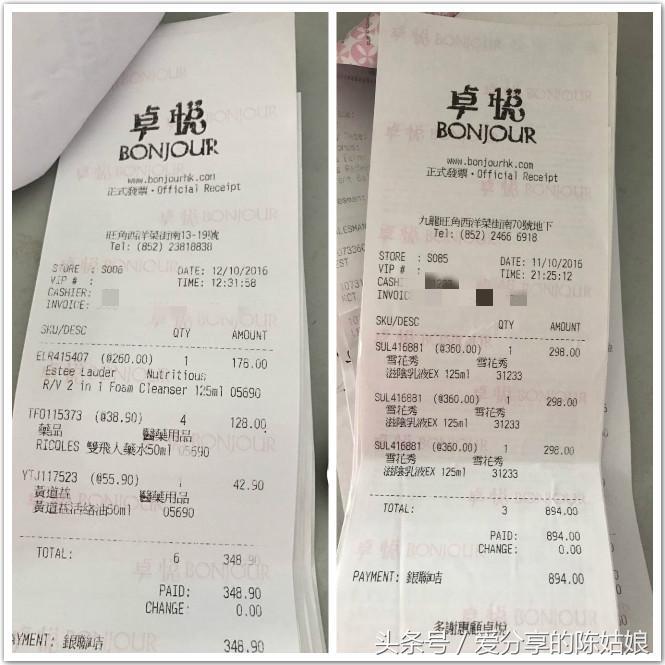 卓悦
BONJOUR
www.bonjourhk.com
正式發票·Official Receipt
旺角西洋菜街南13-19號
Tel: (852) 23818838
STORE : S006 DATE: 12/10/2016
VIP # : TIME: 12:31:58
CASHIER:
INVOICE:
SKU/DESC QTY AMOUNT
ELR415407 (@260.00) 1 176.00
Estee Lauder Nutritious
R/V 2 in 1 Foam Cleanser 125ml 05690
TFO115373 (@38.90) 4 128.00
藥品 醫藥用品
RICQLES 雙飛人藥水50ml 05690
YTJ117523 (@55.90) 1 42.90
黃道益 醫藥用品
黃道益活絡油50ml 05690
TOTAL: 6 348.90
PAID: 348.90
CHANGE: 0.00
AYMENT: 銀聯咭 348.90
卓悦
BONJOUR
www.bonjourhk.com
正式發票·Official Receipt
九龍旺角西洋菜街南70號地下
Tel: (852) 2466 6918
STORE : S085 DATE: 11/10/2016
VIP # : TIME: 21:25:12
CASH
INVOIC
SKU/DESC QTY AMOUNT
SUL416881 (@360.00) 1 298.00
雪花秀 雪花秀
滋陰乳液EX 125ml 31233
SUL416881 (@360.00) 1 298.00
雪花秀 雪花秀
滋陰乳液EX 125ml 31233
SUL416881 (@360.00) 1 298.00
雪花秀 雪花秀
滋陰乳液EX 125ml 31233
TOTAL: 3 894.00
PAID: 894.00
CHANGE: 0.00
PAYMENT: 銀聯咭 894.00
多謝惠顧卓悅
头条号 / 爱分享的陈姑娘